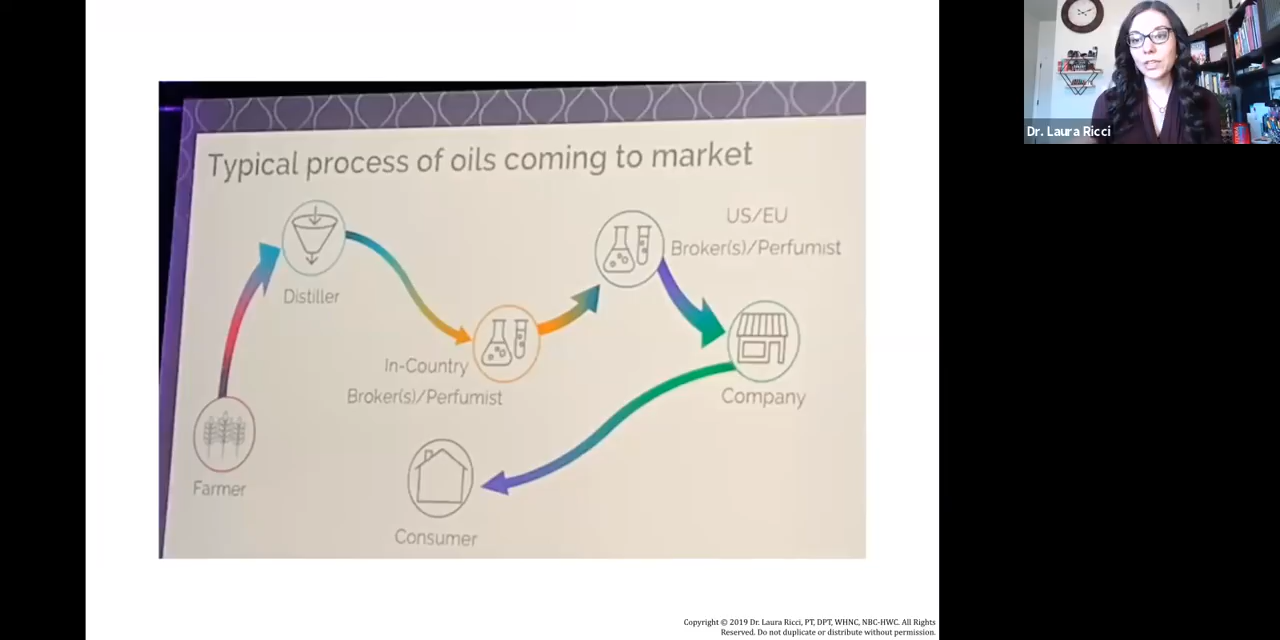 Dr. Laura Ricci
Typical process of oils coming to market
US/EU
Broker(s)/Perfumist
Distiller
In-Country
Broker(s)/Perfumist
Company
Farmer
Consumer
Copyright © 2019 Dr. Laura Ricci, PT, DPT, WHNC, NBC-HWC. All Rights
Reserved. Do not duplicate or distribute without permission.